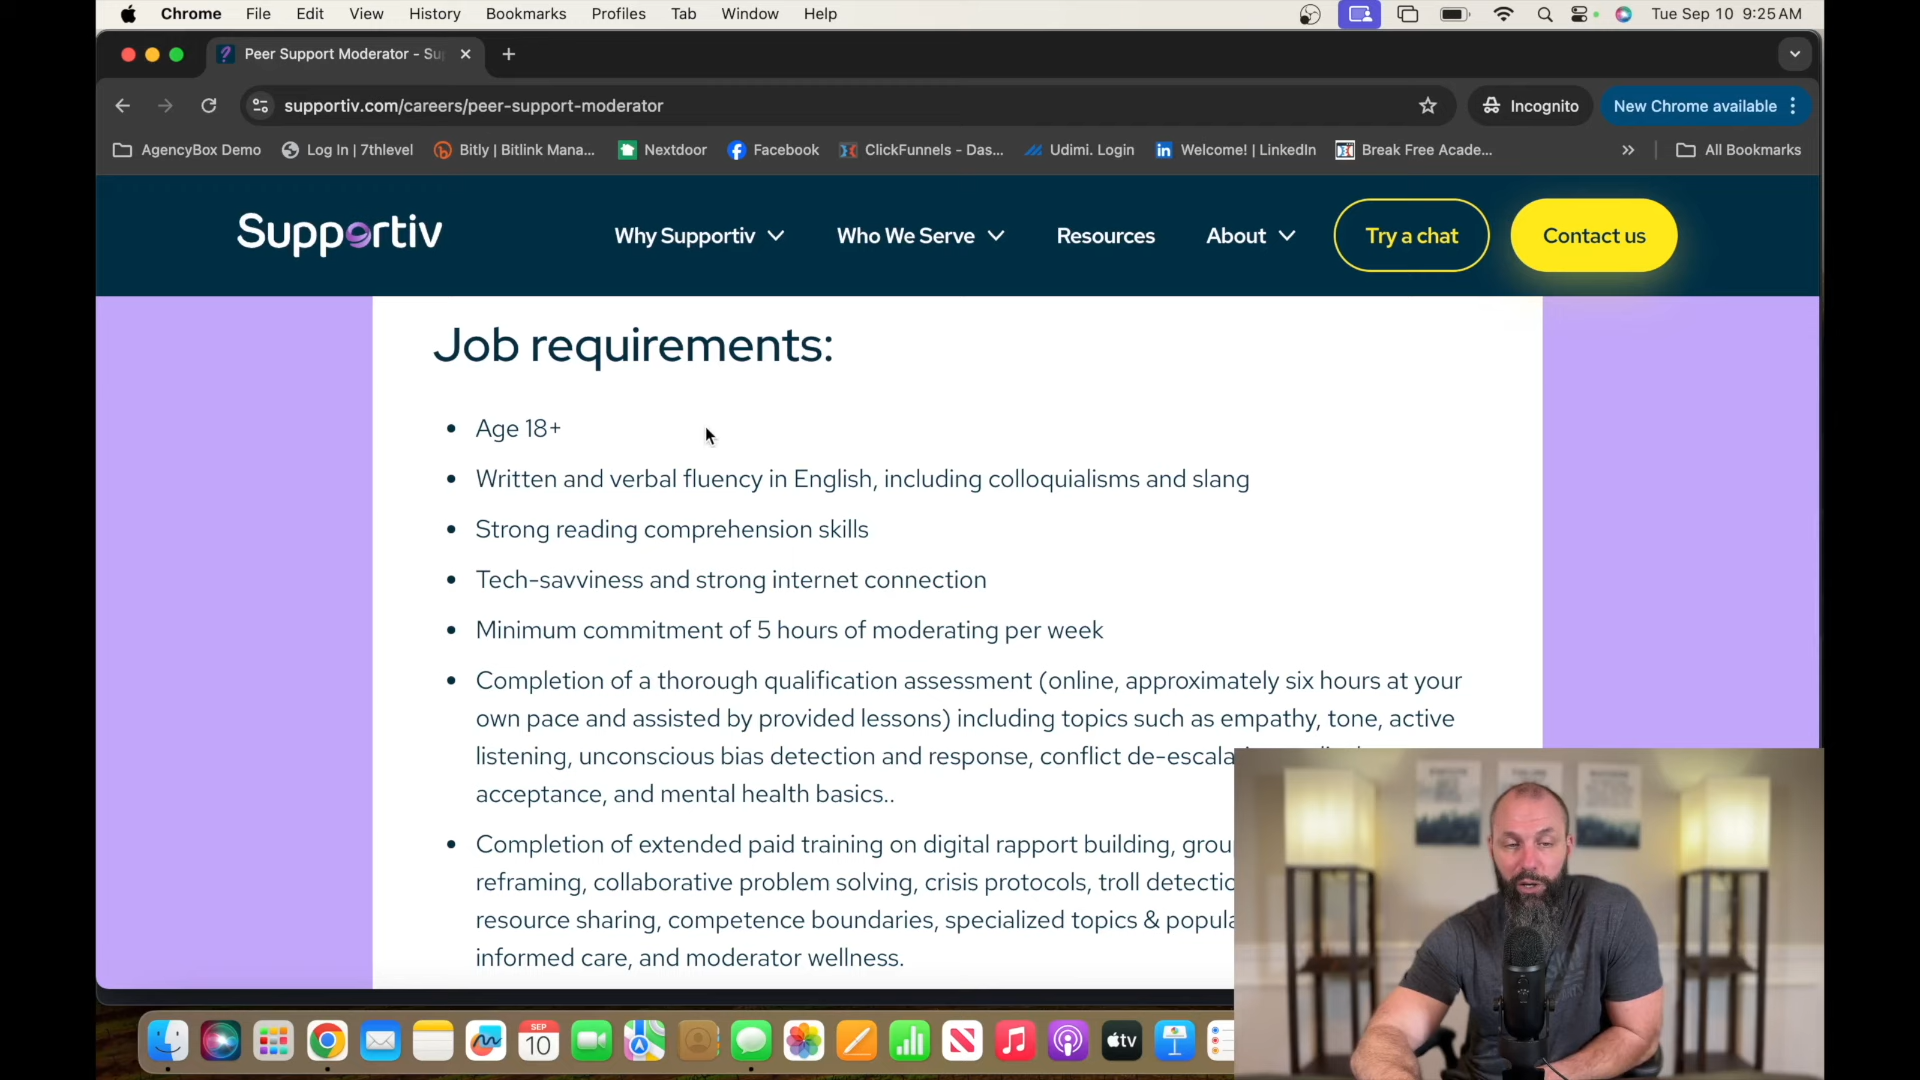 Chrome File Edit View History Bookmarks Profiles Tab Window Help Tue Sep 10 9:25 AM
Peer Support Moderator - Su
supportiv.com/careers/peer-support-moderator Incognito New Chrome available
AgencyBox Demo Log In | 7thlevel Bitly | Bitlink Mana... Nextdoor Facebook ClickFunnels - Das... Udimi. Login Welcome! | LinkedIn Break Free Acade... » All Bookmarks
Supportiv Why Supportiv Who We Serve Resources About Try a chat Contact us
Job requirements:
• Age 18+
• Written and verbal fluency in English, including colloquialisms and slang
• Strong reading comprehension skills
• Tech-savviness and strong internet connection
• Minimum commitment of 5 hours of moderating per week
• Completion of a thorough qualification assessment (online, approximately six hours at your
own pace and assisted by provided lessons) including topics such as empathy, tone, active
listening, unconscious bias detection and response, conflict de-escala
acceptance, and mental health basics..
• Completion of extended paid training on digital rapport building, grou
reframing, collaborative problem solving, crisis protocols, troll detectio
resource sharing, competence boundaries, specialized topics & popula
informed care, and moderator wellness.
SEP
10
tv